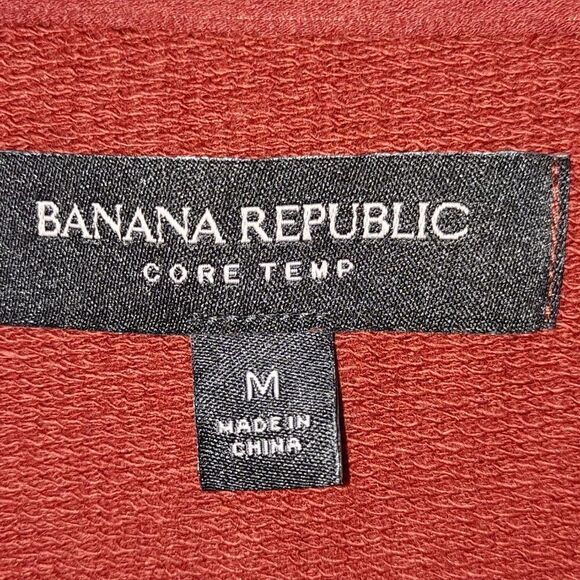 BANANA REPUBLIC
CORE TEMP
M
MADE IN
CHINA